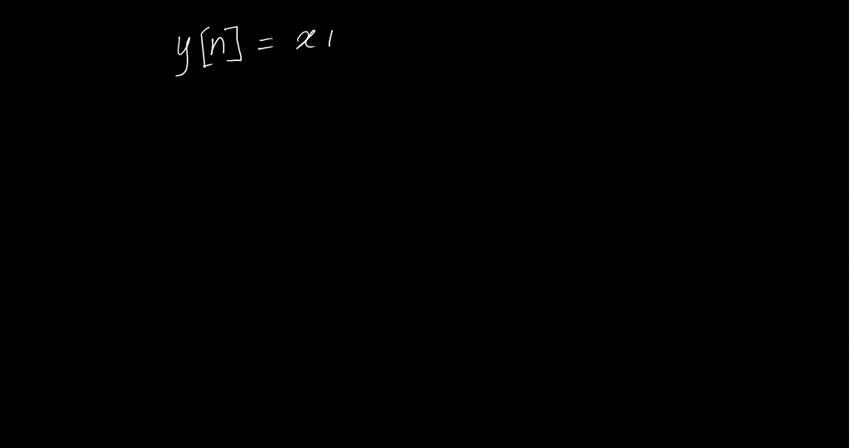 y[n] = x